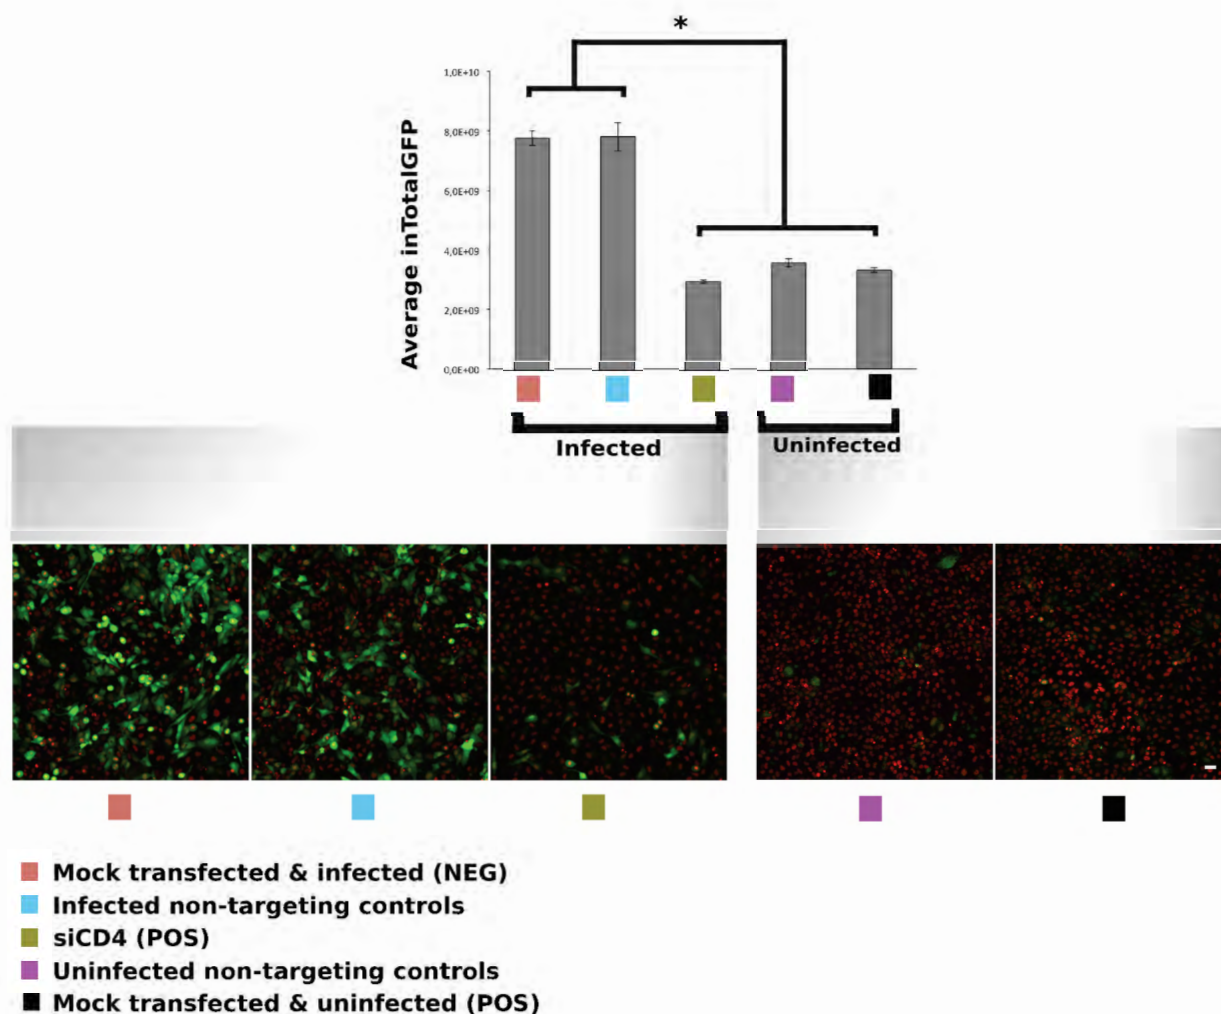 *
Average inTotalGFP
1,0E+10
8,0E+09
6,0E+09
4,0E+09
2,0E+09
0,0E+00
Infected
Uninfected
Mock transfected & infected (NEG)
Infected non-targeting controls
siCD4 (POS)
Uninfected non-targeting controls
Mock transfected & uninfected (POS)